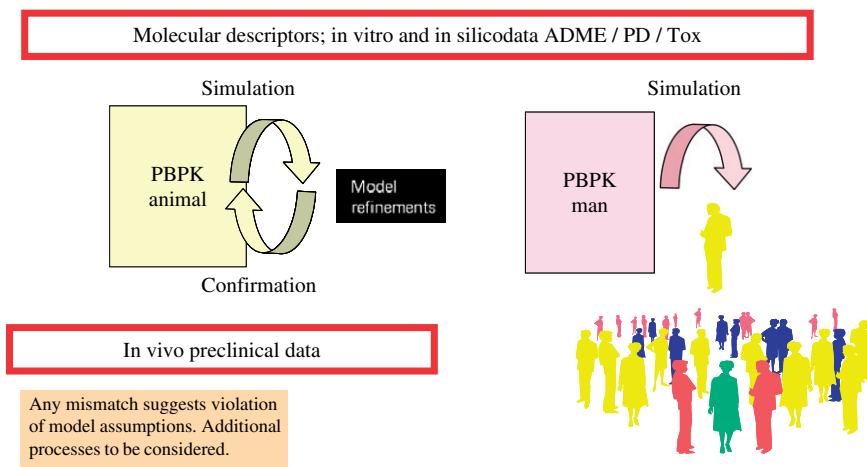 Molecular descriptors; in vitro and in silicodata ADME / PD / Tox
Simulation
PBPK
animal
Model
refinements
Confirmation
Simulation
PBPK
man
In vivo preclinical data
Any mismatch suggests violation
of model assumptions. Additional
processes to be considered.